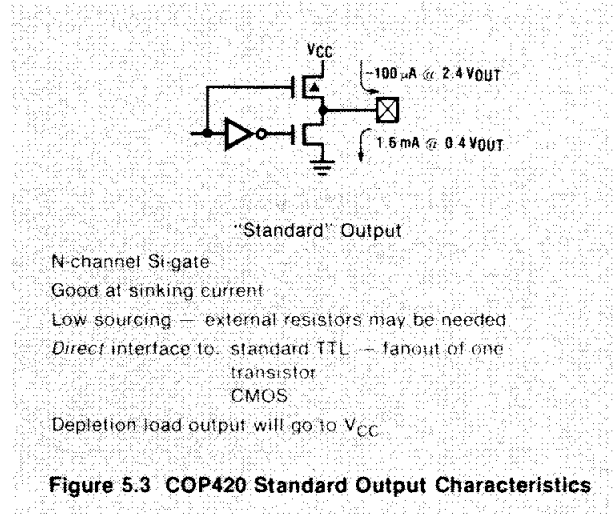 VCC
-100 µA @ 2.4 VOUT
1.6 mA @ 0.4 VOUT
"Standard" Output
N-channel Si-gate
Good at sinking current
Low sourcing — external resistors may be needed
Direct interface to: standard TTL — fanout of one
transistor
CMOS
Depletion load output will go to VCC
Figure 5.3 COP420 Standard Output Characteristics